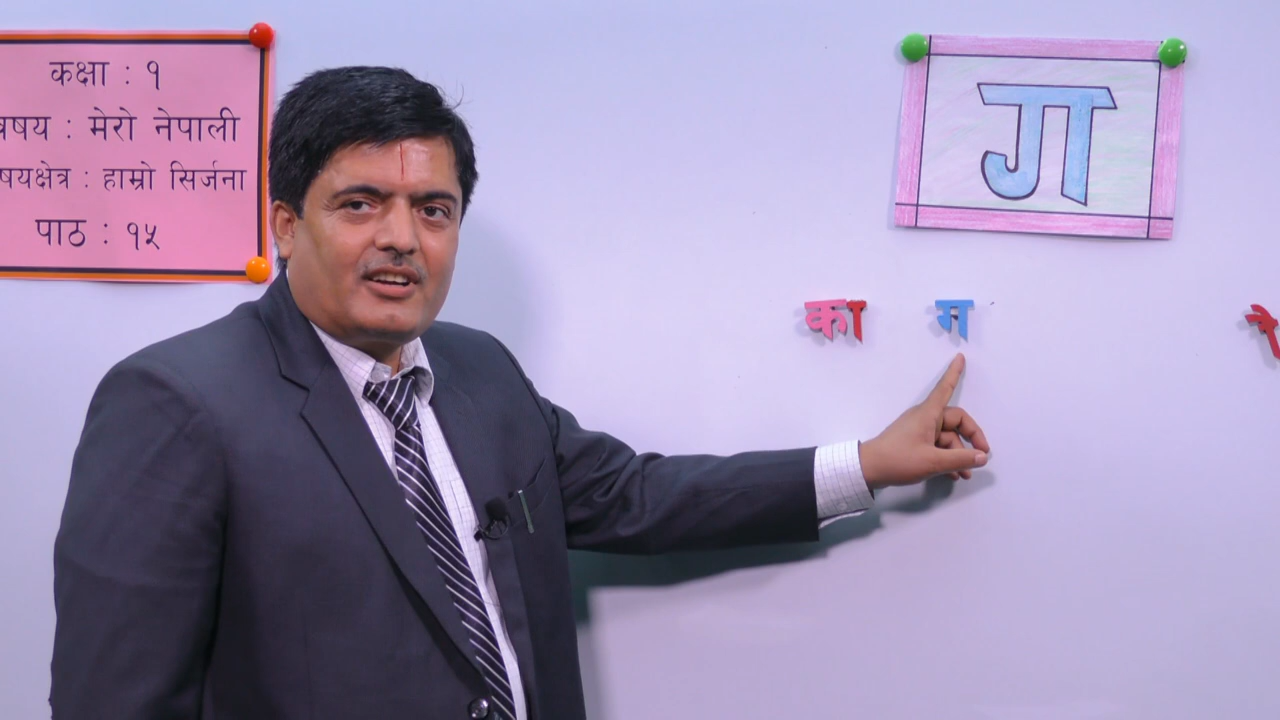 कक्षा : १
विषय : मेरो नेपाली
विषयक्षेत्र : हाम्रो सिर्जना
पाठ : १५
ग
का ग